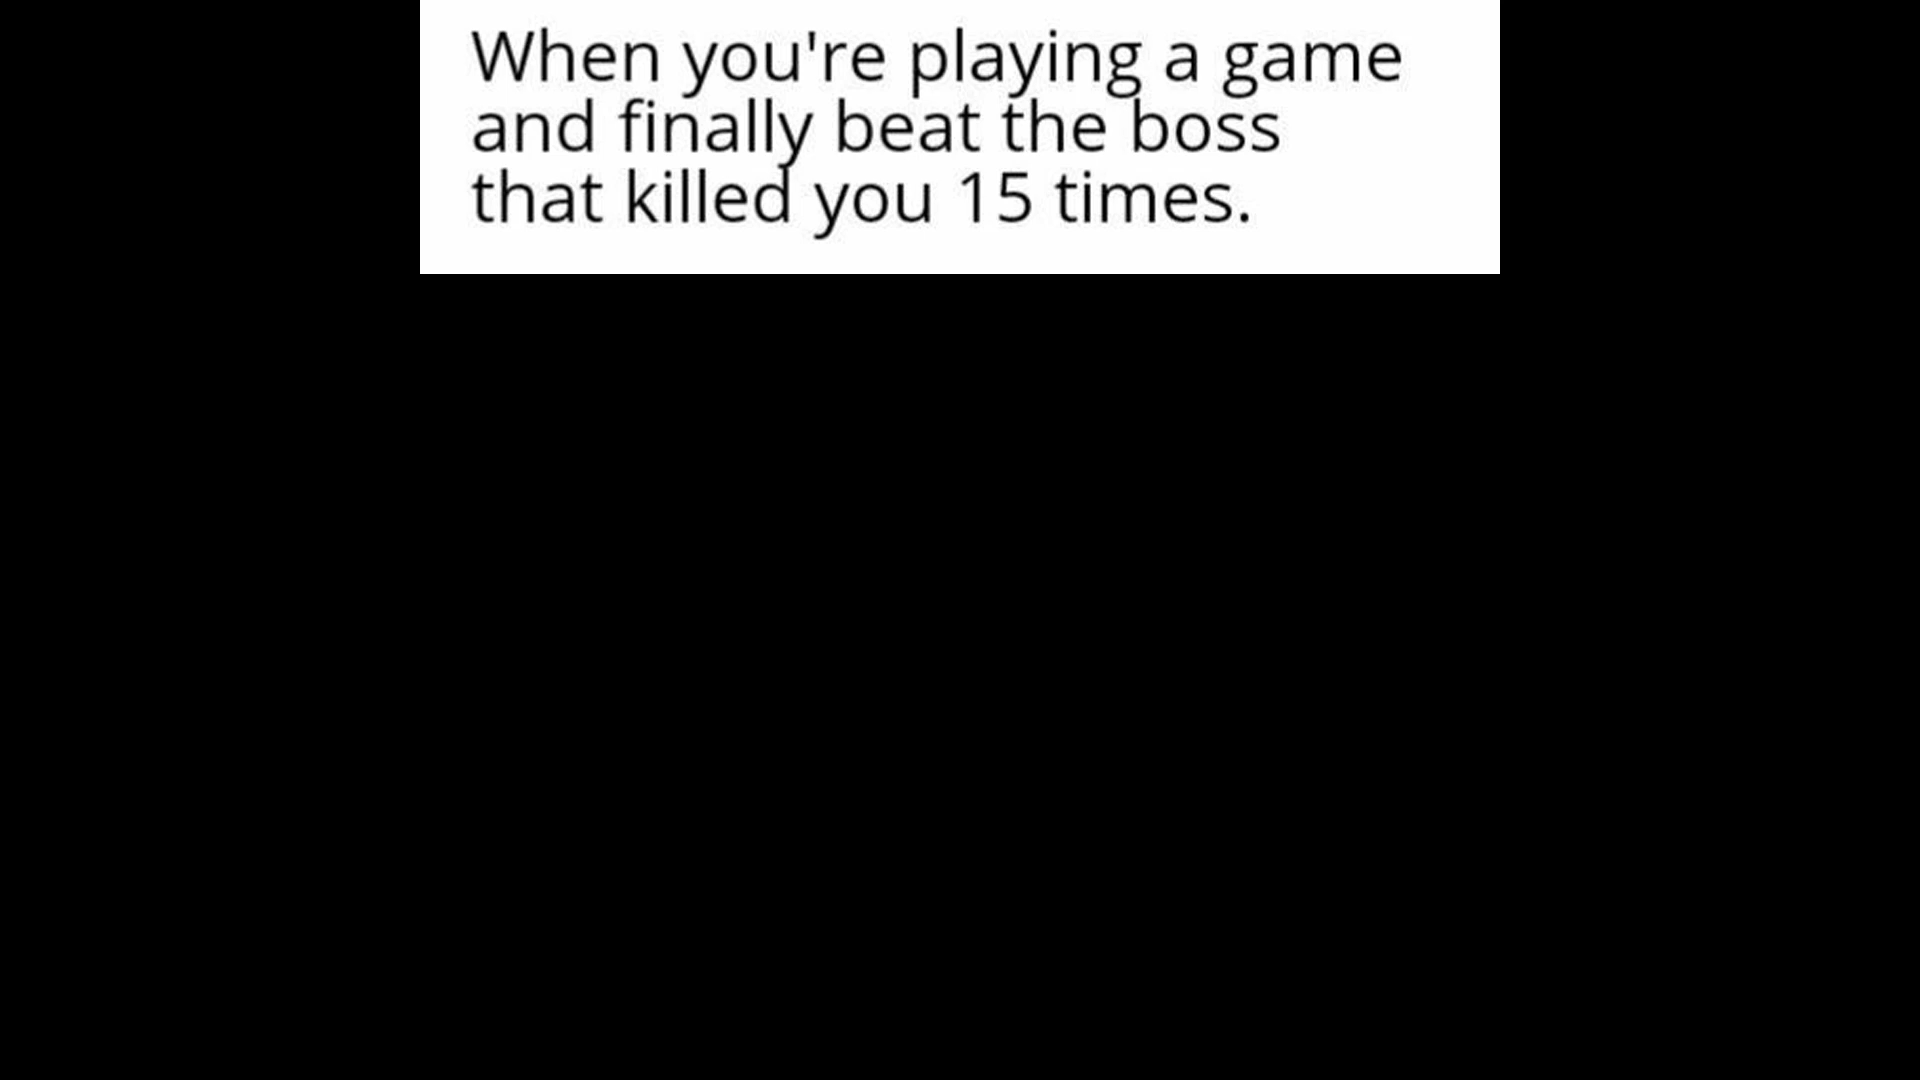 When you're playing a game
and finally beat the boss
that killed you 15 times.